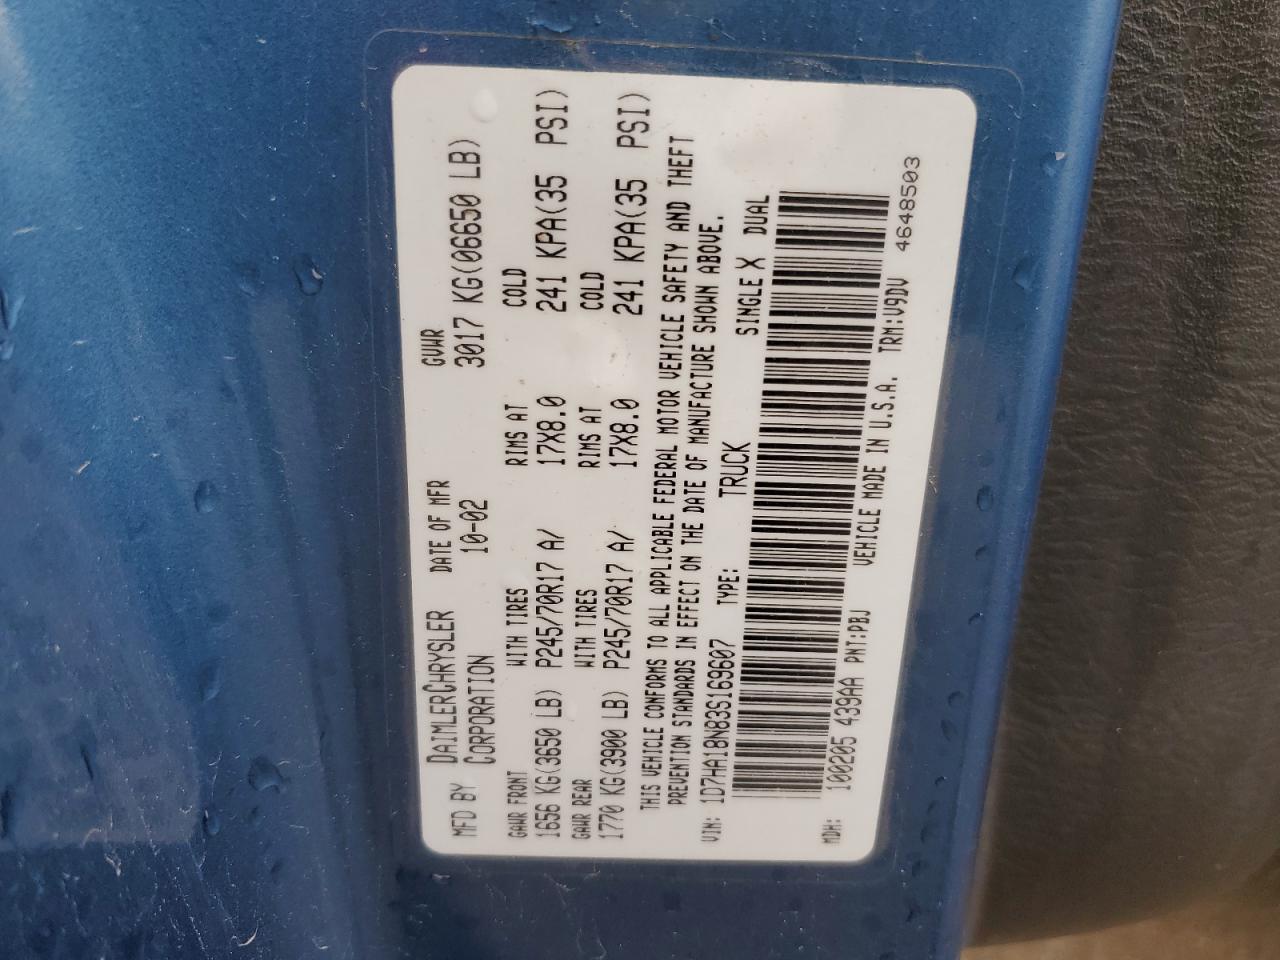 MFD BY DAIMLERCHRYSLER CORPORATION DATE OF MFR 10-02 GVWR 3017 KG(06650 LB)
GAWR FRONT WITH TIRES RIMS AT COLD
1656 KG(3650 LB) P245/70R17 A/ 17X8.0 241 KPA(35 PSI)
GAWR REAR WITH TIRES RIMS AT COLD
1770 KG(3900 LB) P245/70R17 A/ 17X8.0 241 KPA(35 PSI)
THIS VEHICLE CONFORMS TO ALL APPLICABLE FEDERAL MOTOR VEHICLE SAFETY AND THEFT
PREVENTION STANDARDS IN EFFECT ON THE DATE OF MANUFACTURE SHOWN ABOVE.
VIN: 1D7HA18N83S169607 TYPE: TRUCK SINGLE X DUAL
MDH: 100205 439AA PNT:PBJ VEHICLE MADE IN U.S.A. TRM:V9DV 4648503